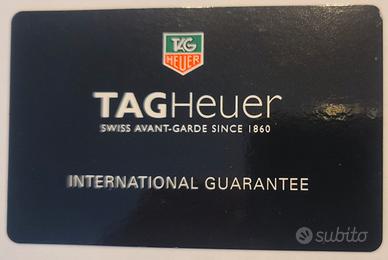 TAG
HEUER
TAGHeuer
SWISS AVANT-GARDE SINCE 1860
INTERNATIONAL GUARANTEE
subito